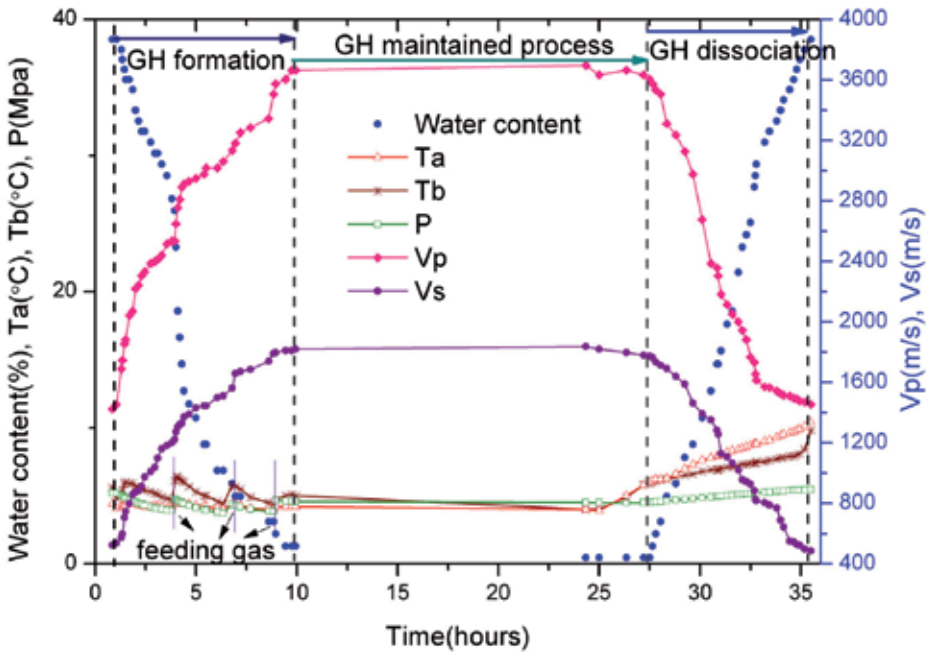 40
20
0
Water content(%), Ta(°C), Tb(°C), P(Mpa)
GH formation
GH maintained process
GH dissociation
Water content
Ta
Tb
P
Vp
Vs
feeding gas
4000
3600
3200
2800
2400
2000
1600
1200
800
400
Vp(m/s), Vs(m/s)
0 5 10 15 20 25 30 35
Time(hours)